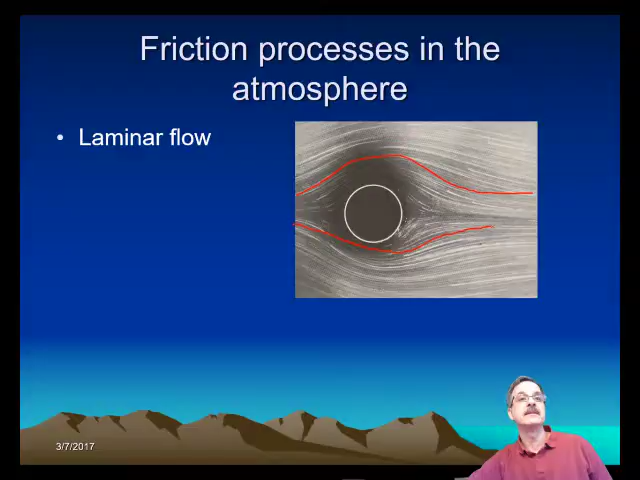 Friction processes in the
atmosphere
• Laminar flow
3/7/2017